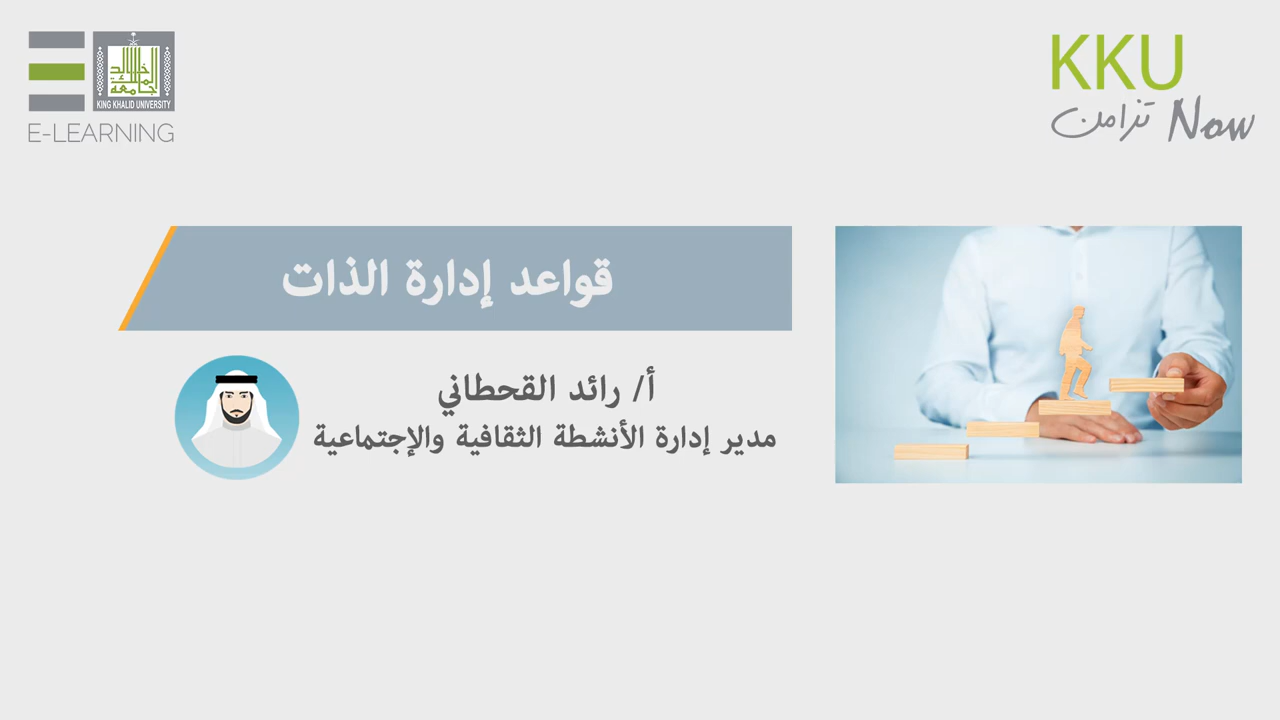 جامعة الملك خالد
KING KHALID UNIVERSITY
E-LEARNING
KKU
تزامن Now
قواعد إدارة الذات
أ/ رائد القحطاني
مدير إدارة الأنشطة الثقافية والإجتماعية